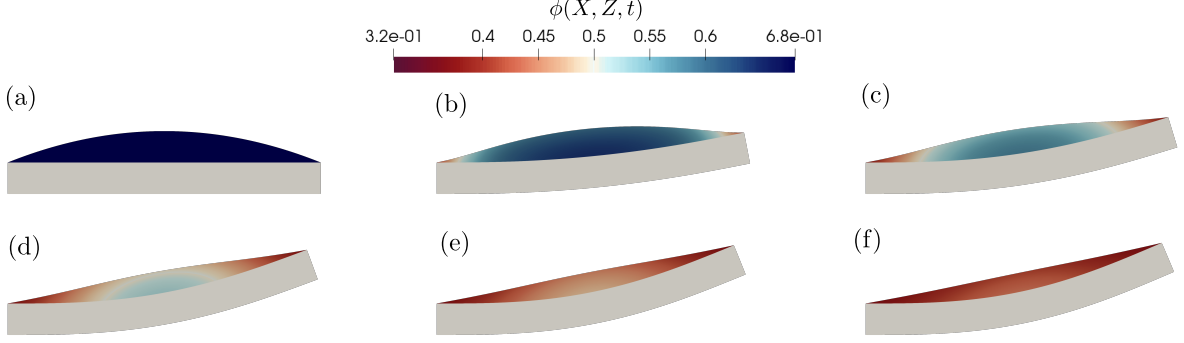 ϕ(X, Z, t)
3.2e-01 0.4 0.45 0.5 0.55 0.6 6.8e-01
(a) (b) (c)
(d) (e) (f)